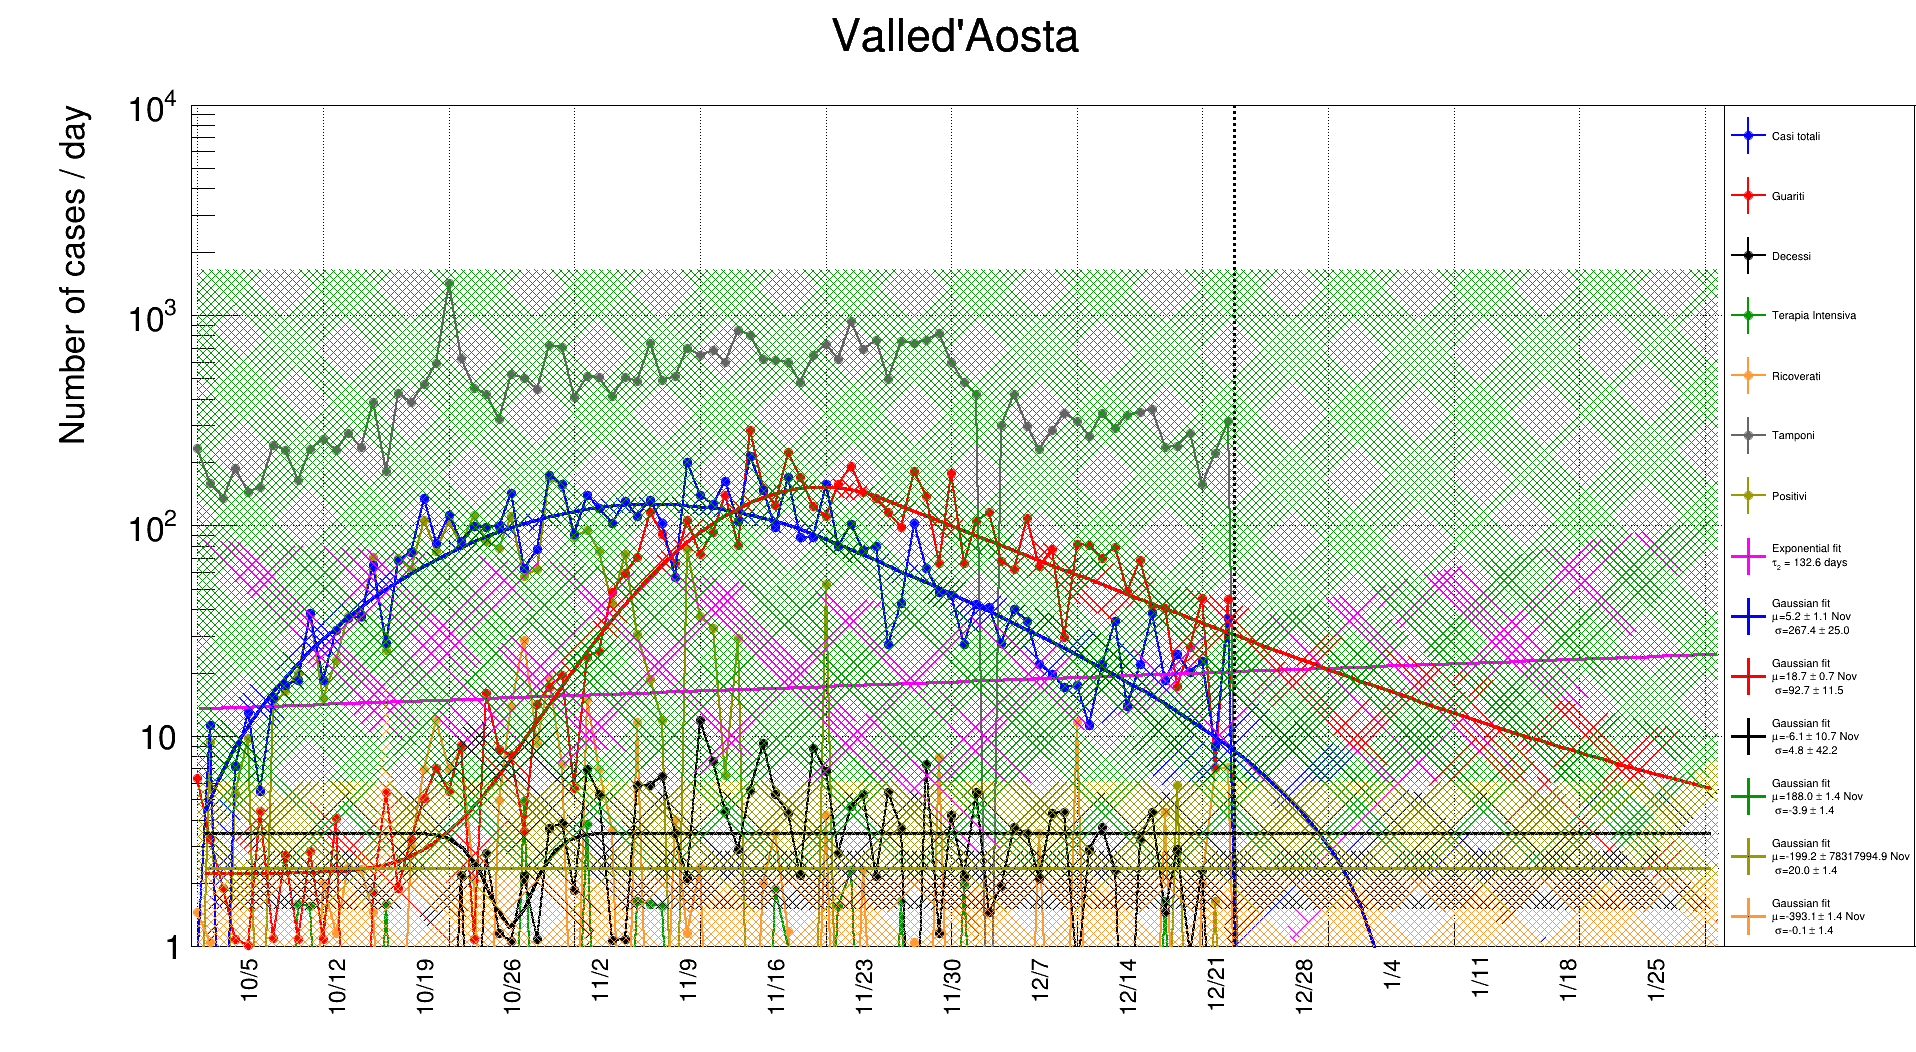 Valled'Aosta
Number of cases / day
10^4
10^3
10^2
10
1
10/5
10/12
10/19
10/26
11/2
11/9
11/16
11/23
11/30
12/7
12/14
12/21
12/28
1/4
1/11
1/18
1/25
Casi totali
Guariti
Decessi
Terapia Intensiva
Ricoverati
Tamponi
Positivi
Exponential fit
τ₂ = 132.6 days
Gaussian fit
μ=5.2 ± 1.1 Nov
σ=267.4 ± 25.0
Gaussian fit
μ=18.7 ± 0.7 Nov
σ=92.7 ± 11.5
Gaussian fit
μ=-6.1 ± 10.7 Nov
σ=4.8 ± 42.2
Gaussian fit
μ=188.0 ± 1.4 Nov
σ=-3.9 ± 1.4
Gaussian fit
μ=-199.2 ± 78317994.9 Nov
σ=20.0 ± 1.4
Gaussian fit
μ=-393.1 ± 1.4 Nov
σ=-0.1 ± 1.4